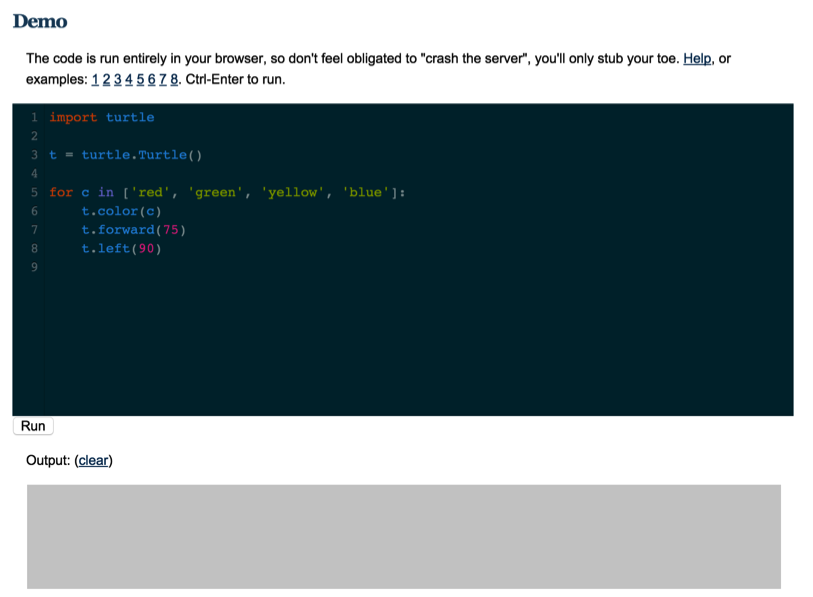 Demo
The code is run entirely in your browser, so don't feel obligated to "crash the server", you'll only stub your toe. Help, or
examples: 1 2 3 4 5 6 7 8. Ctrl-Enter to run.
1 import turtle
2
3 t = turtle.Turtle()
4
5 for c in ['red', 'green', 'yellow', 'blue']:
6     t.color(c)
7     t.forward(75)
8     t.left(90)
9
Run
Output: (clear)